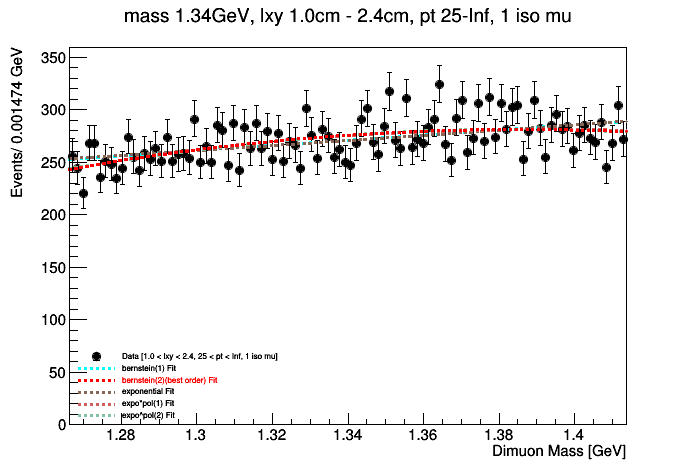 mass 1.34GeV, lxy 1.0cm - 2.4cm, pt 25-Inf, 1 iso mu
Events/ 0.001474 GeV
350
300
250
200
150
100
50
0
Data [1.0 < lxy < 2.4, 25 < pt < Inf, 1 iso mu]
bernstein(1) Fit
bernstein(2)(best order) Fit
exponential Fit
expo*pol(1) Fit
expo*pol(2) Fit
1.28 1.3 1.32 1.34 1.36 1.38 1.4
Dimuon Mass [GeV]